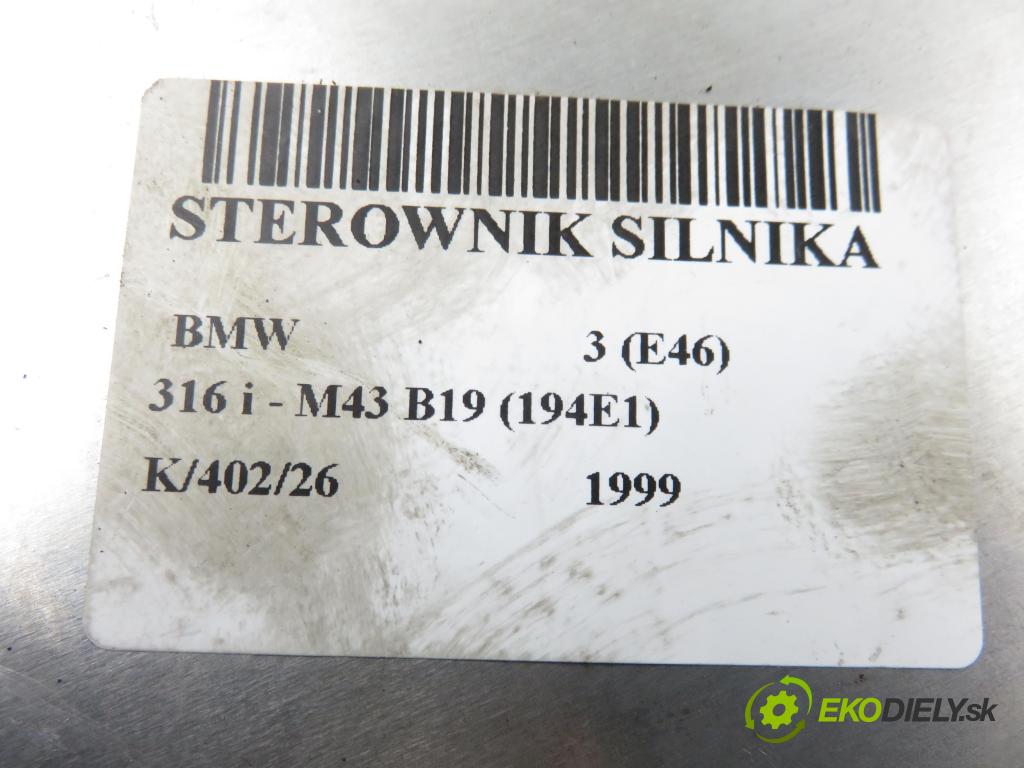 STEROWNIK SILNIKA
BMW 3 (E46)
316 i - M43 B19 (194E1)
K/402/26 1999
EKODIELY.sk